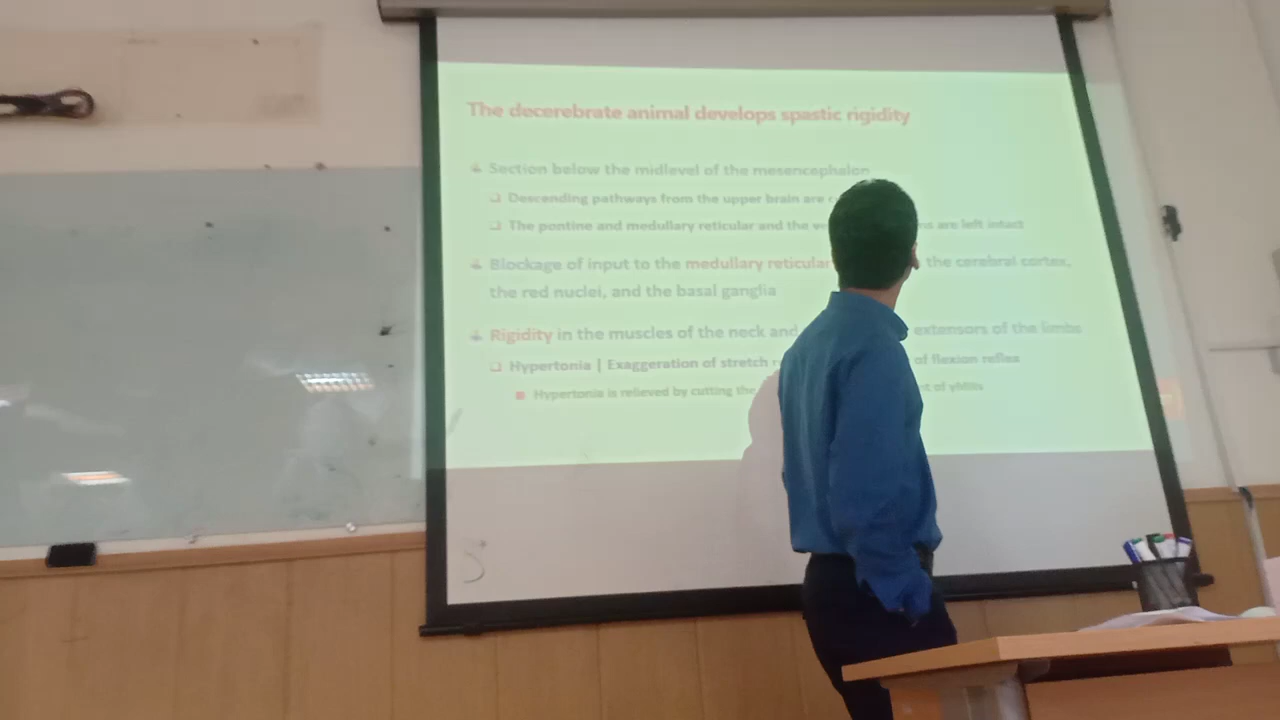 The decerebrate animal develops spastic rigidity
Section below the midlevel of the mesencephalon
Descending pathways from the upper brain are
The pontine and medullary reticular and the are left intact
Blockage of input to the medullary reticular the cerebral cortex,
the red nuclei, and the basal ganglia
Rigidity in the muscles of the neck and extensors of the limbs
Hypertonia | Exaggeration of stretch of flexion reflex
Hypertonia is relieved by cutting the of γMNs